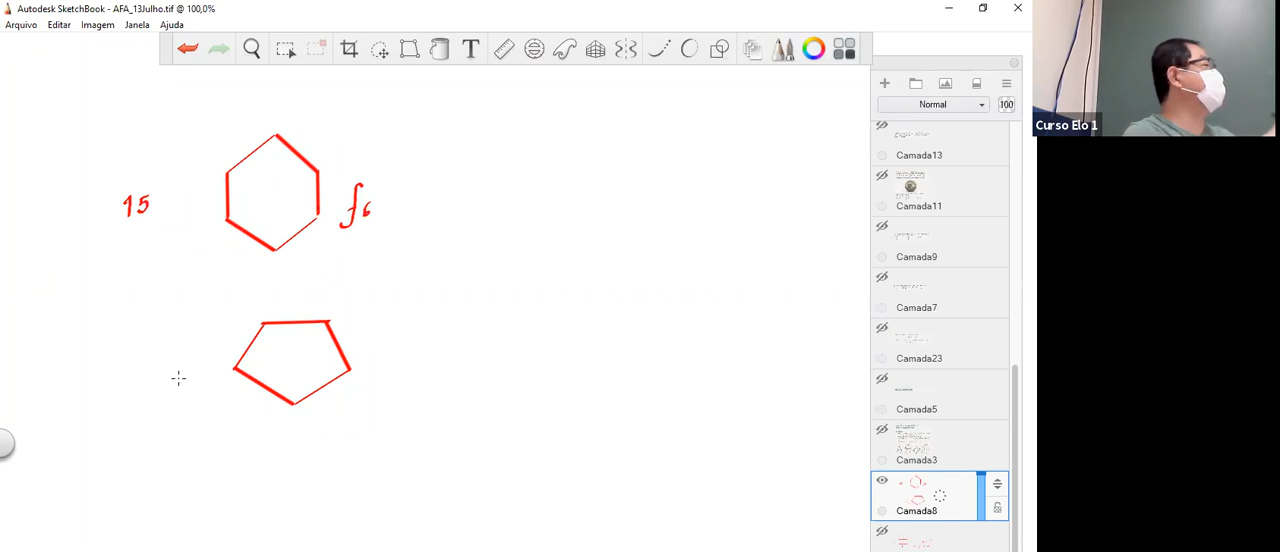 Autodesk SketchBook - AFA_13Julho.tif @ 100,0%
Arquivo Editar Imagem Janela Ajuda
T
Normal 100
Curso Elo 1
Camada13
Camada11
Camada9
Camada7
Camada23
Camada5
Camada3
Camada8
15
f6